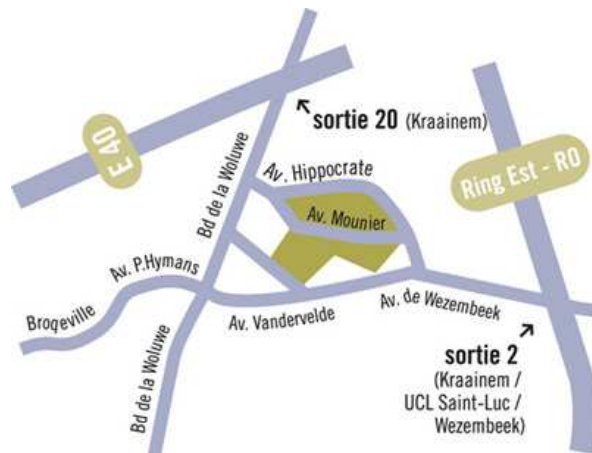 E 40
sortie 20 (Kraainem)
Av. Hippocrate
Ring Est - R0
Bd de la Woluwe
Av. Mounier
Av. P.Hymans
Broqeville
Av. Vandervelde
Av. de Wezembeek
Bd de la Woluwe
sortie 2
(Kraainem /
UCL Saint-Luc /
Wezembeek)